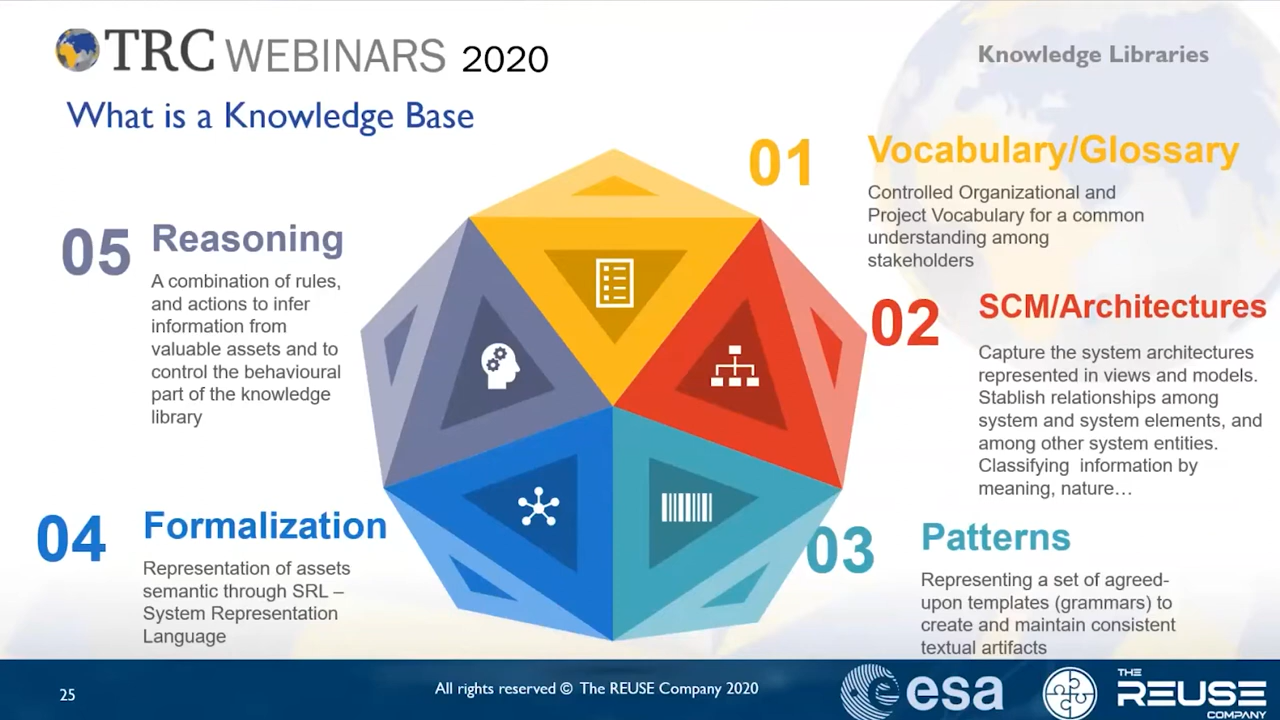 TRC WEBINARS 2020
Knowledge Libraries
What is a Knowledge Base
01
Vocabulary/Glossary
Controlled Organizational and
Project Vocabulary for a common
understanding among
stakeholders
02
SCM/Architectures
Capture the system architectures
represented in views and models.
Stablish relationships among
system and system elements, and
among other system entities.
Classifying information by
meaning, nature…
03
Patterns
Representing a set of agreed-
upon templates (grammars) to
create and maintain consistent
textual artifacts
04
Formalization
Representation of assets
semantic through SRL –
System Representation
Language
05
Reasoning
A combination of rules,
and actions to infer
information from
valuable assets and to
control the behavioural
part of the knowledge
library
25
All rights reserved © The REUSE Company 2020
esa
THE
REUSE
COMPANY